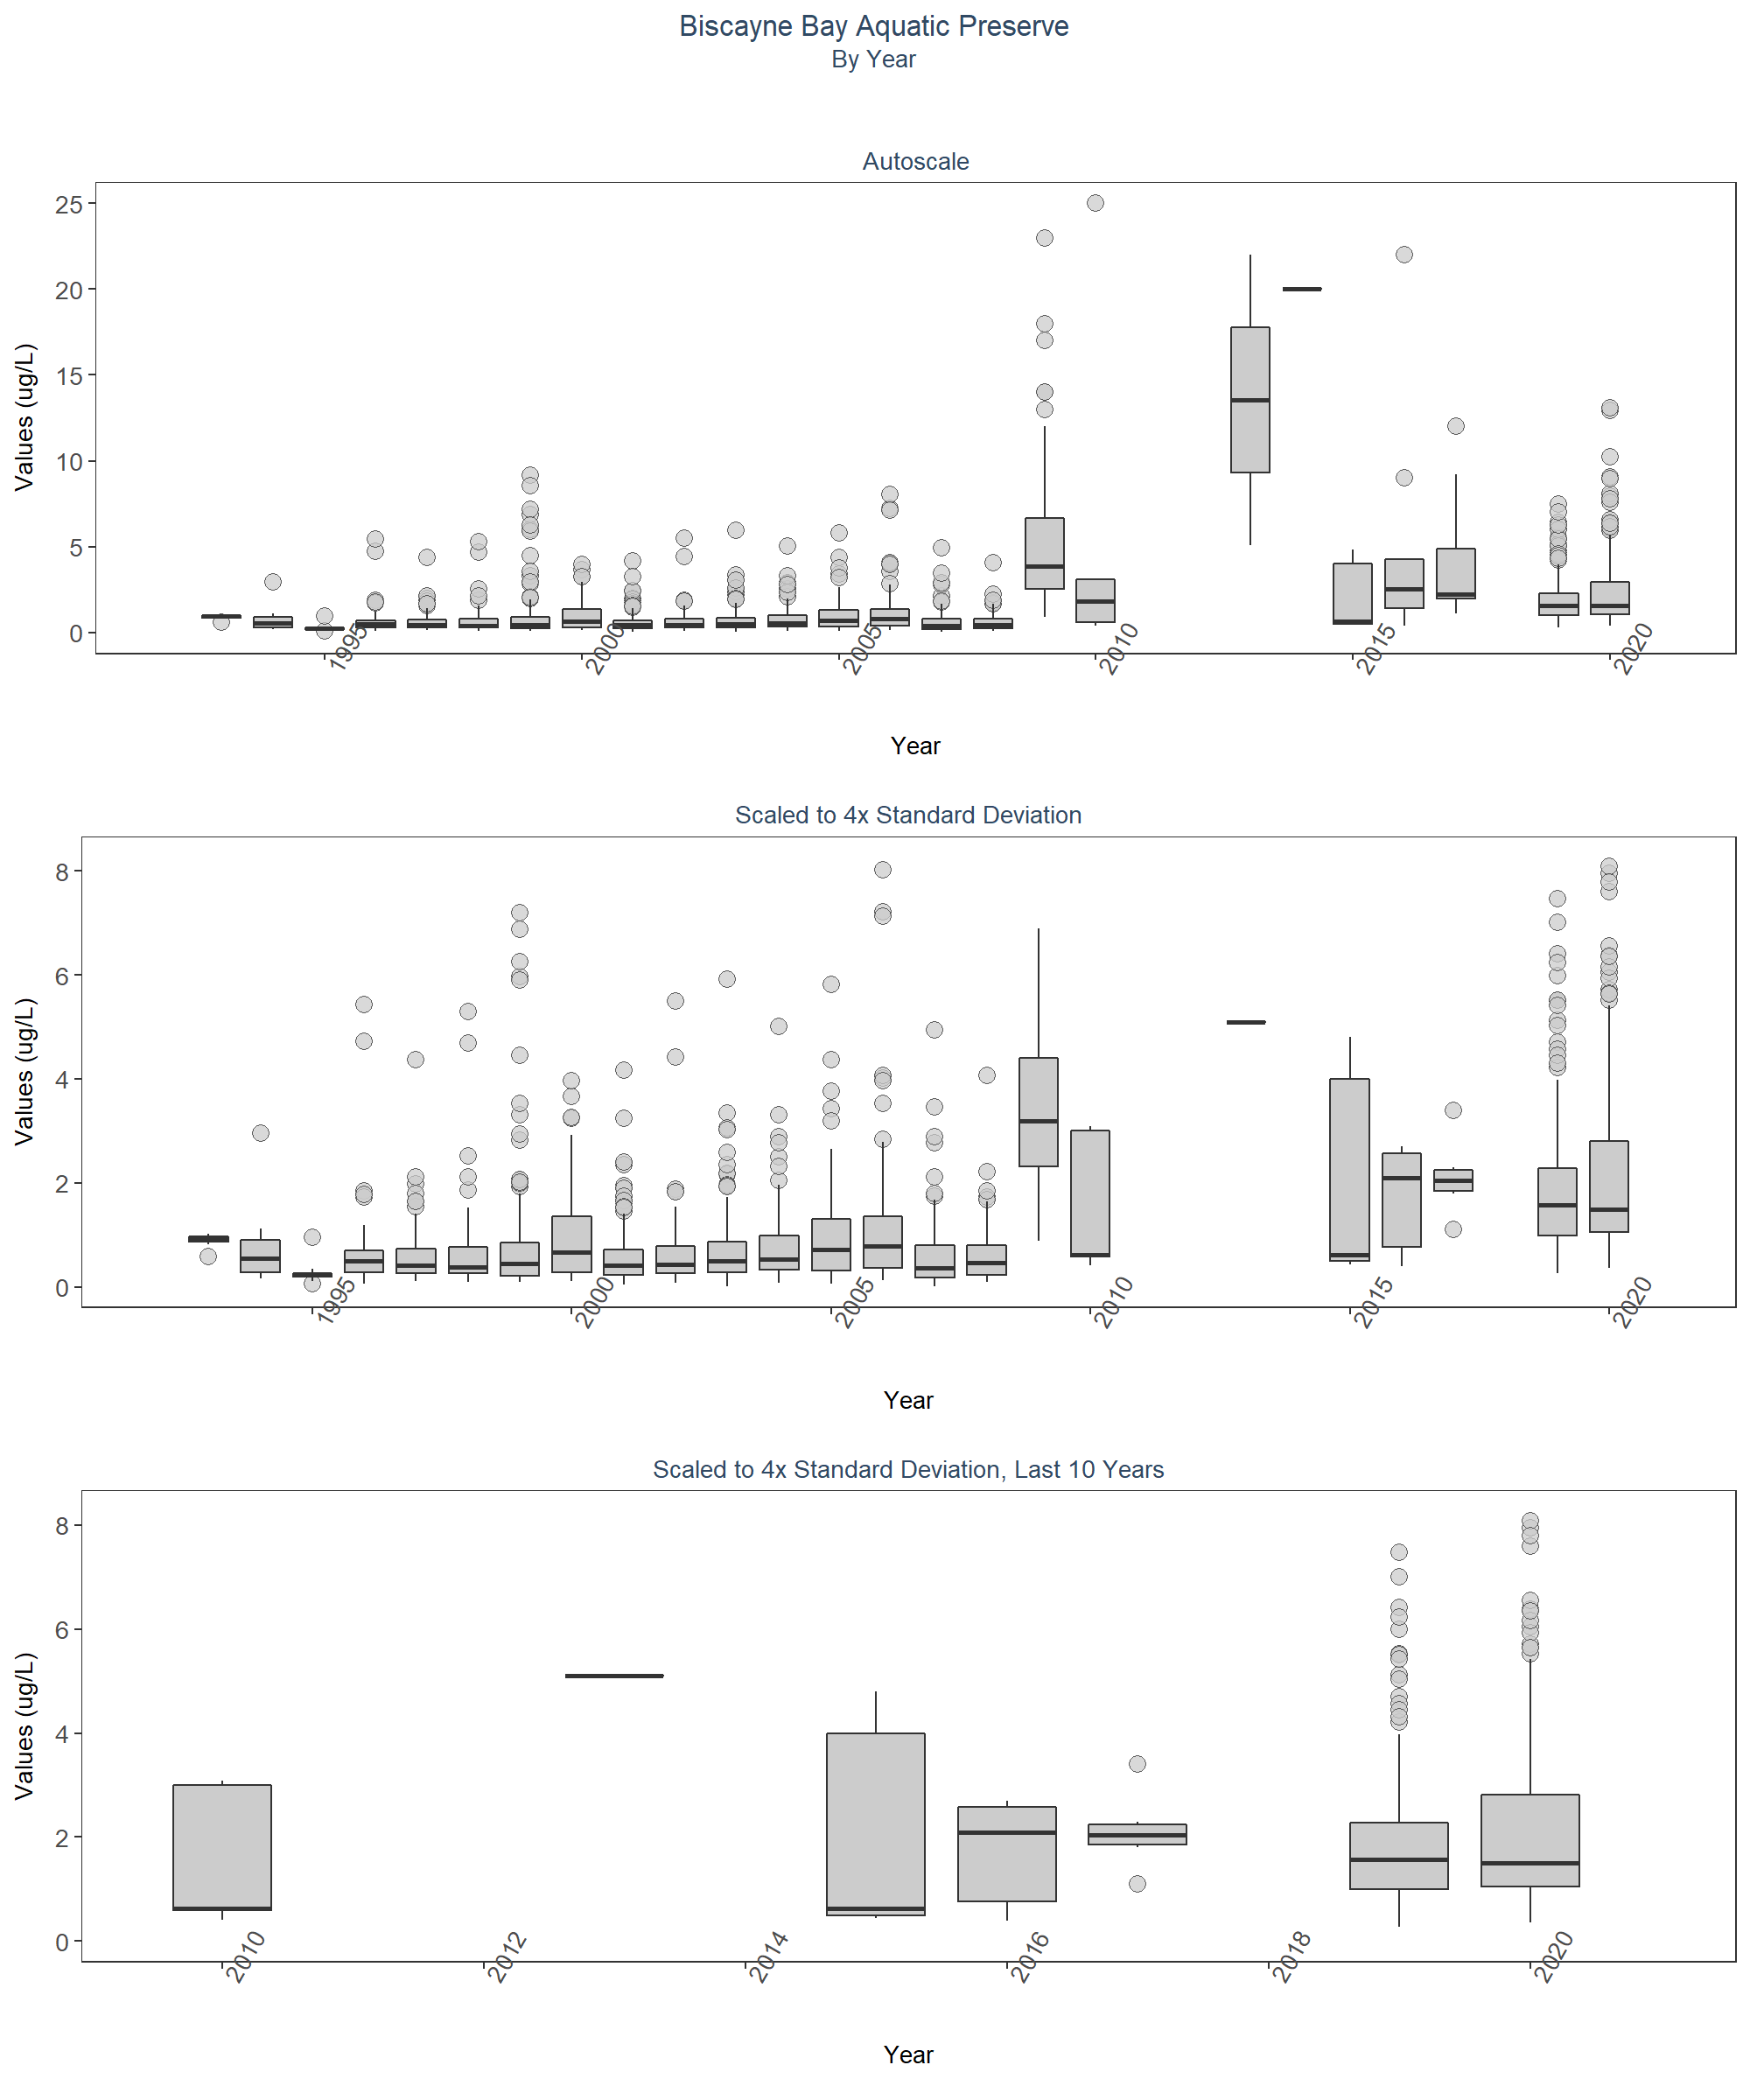 Biscayne Bay Aquatic Preserve
By Year
Autoscale
Values (ug/L)
25
20
15
10
5
0
1995 2000 2005 2010 2015 2020
Year
Scaled to 4x Standard Deviation
Values (ug/L)
8
6
4
2
0
1995 2000 2005 2010 2015 2020
Year
Scaled to 4x Standard Deviation, Last 10 Years
Values (ug/L)
8
6
4
2
0
2010 2012 2014 2016 2018 2020
Year